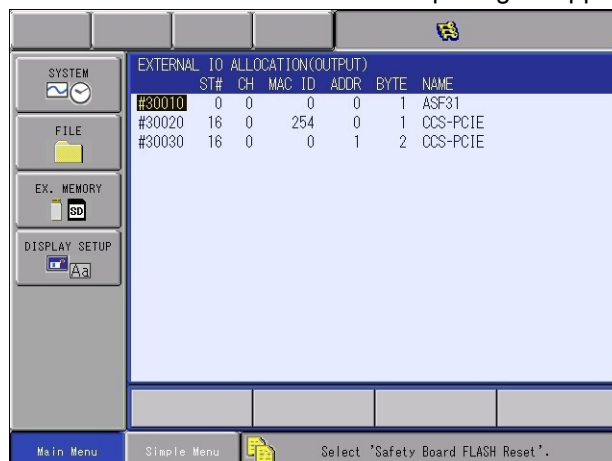 SYSTEM
FILE
EX. MEMORY
SD
DISPLAY SETUP
Aa
EXTERNAL IO ALLOCATION(OUTPUT)
ST# CH MAC ID ADDR BYTE NAME
#30010 0 0 0 0 1 ASF31
#30020 16 0 254 0 1 CCS-PCIE
#30030 16 0 0 1 2 CCS-PCIE
Main Menu
Simple Menu
Select 'Safety Board FLASH Reset'.